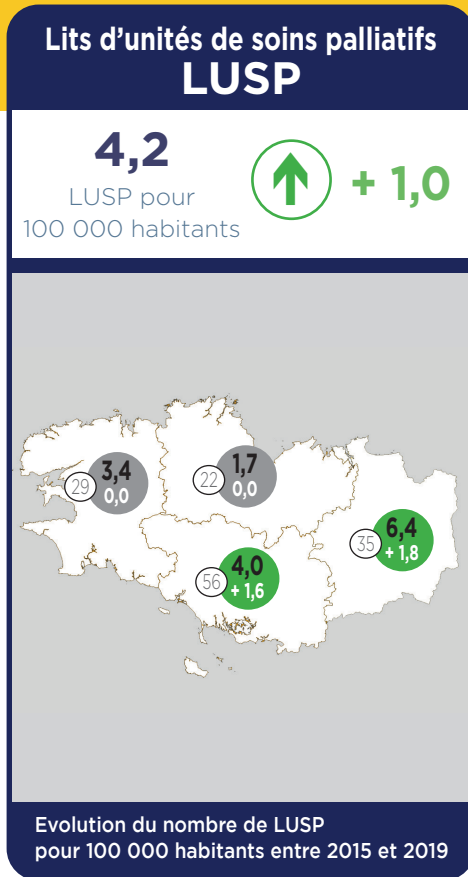 Lits d'unités de soins palliatifs
LUSP
4,2
LUSP pour
100 000 habitants
+ 1,0
29
3,4
0,0
22
1,7
0,0
35
6,4
+ 1,8
56
4,0
+ 1,6
Evolution du nombre de LUSP
pour 100 000 habitants entre 2015 et 2019